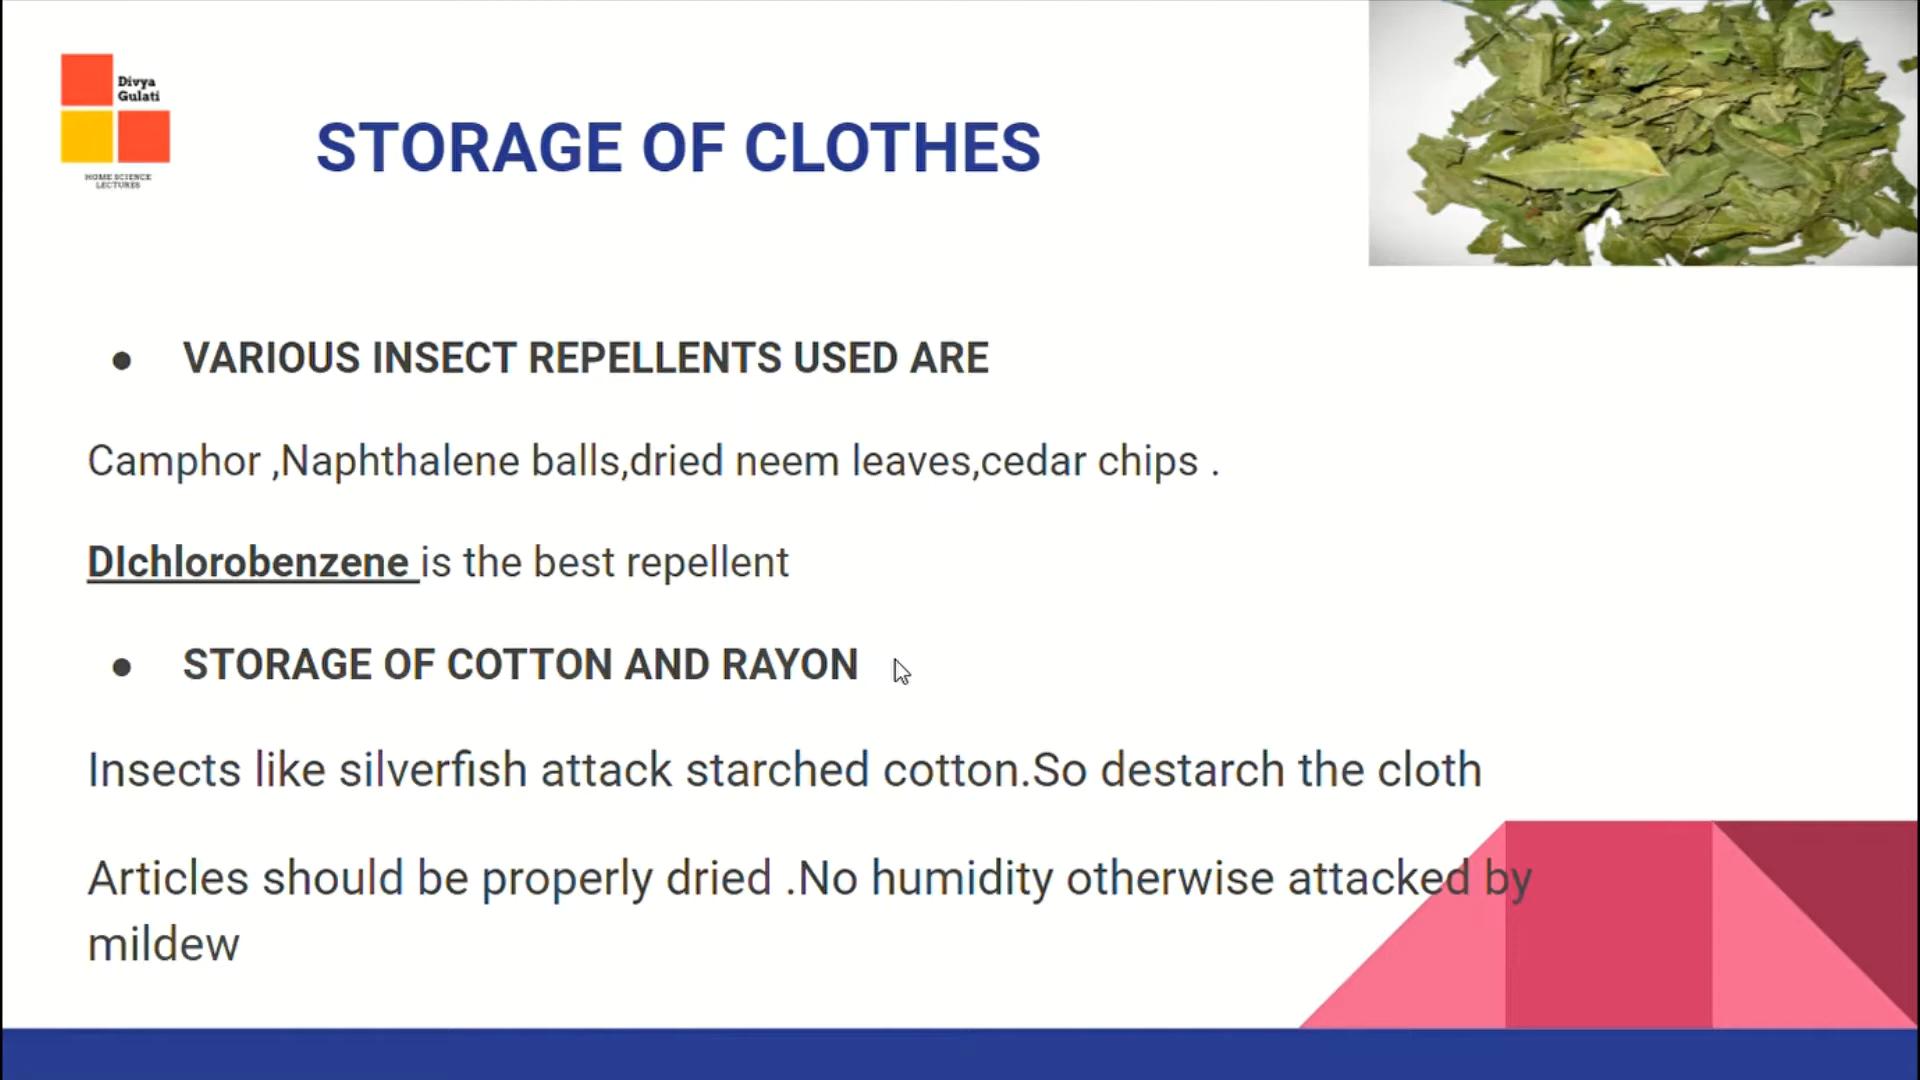 Divya
Gulati
HOME SCIENCE
LECTURES
STORAGE OF CLOTHES
● VARIOUS INSECT REPELLENTS USED ARE
Camphor ,Naphthalene balls,dried neem leaves,cedar chips .
DIchlorobenzene is the best repellent
● STORAGE OF COTTON AND RAYON
Insects like silverfish attack starched cotton.So destarch the cloth
Articles should be properly dried .No humidity otherwise attacked by
mildew